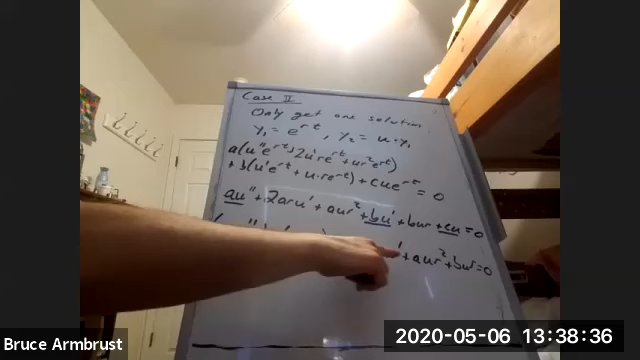 Case II
Only get one solution
y₁ = e^rt, y₂ = u·y₁
a(u''e^rt + 2u're^rt + ur²e^rt)
+ b(u'e^rt + u·re^rt) + cue^rt = 0
au'' + 2aru' + aur² + bu' + bur + cu = 0
' + aur² + bur = 0
Bruce Armbrust
2020-05-06 13:38:36